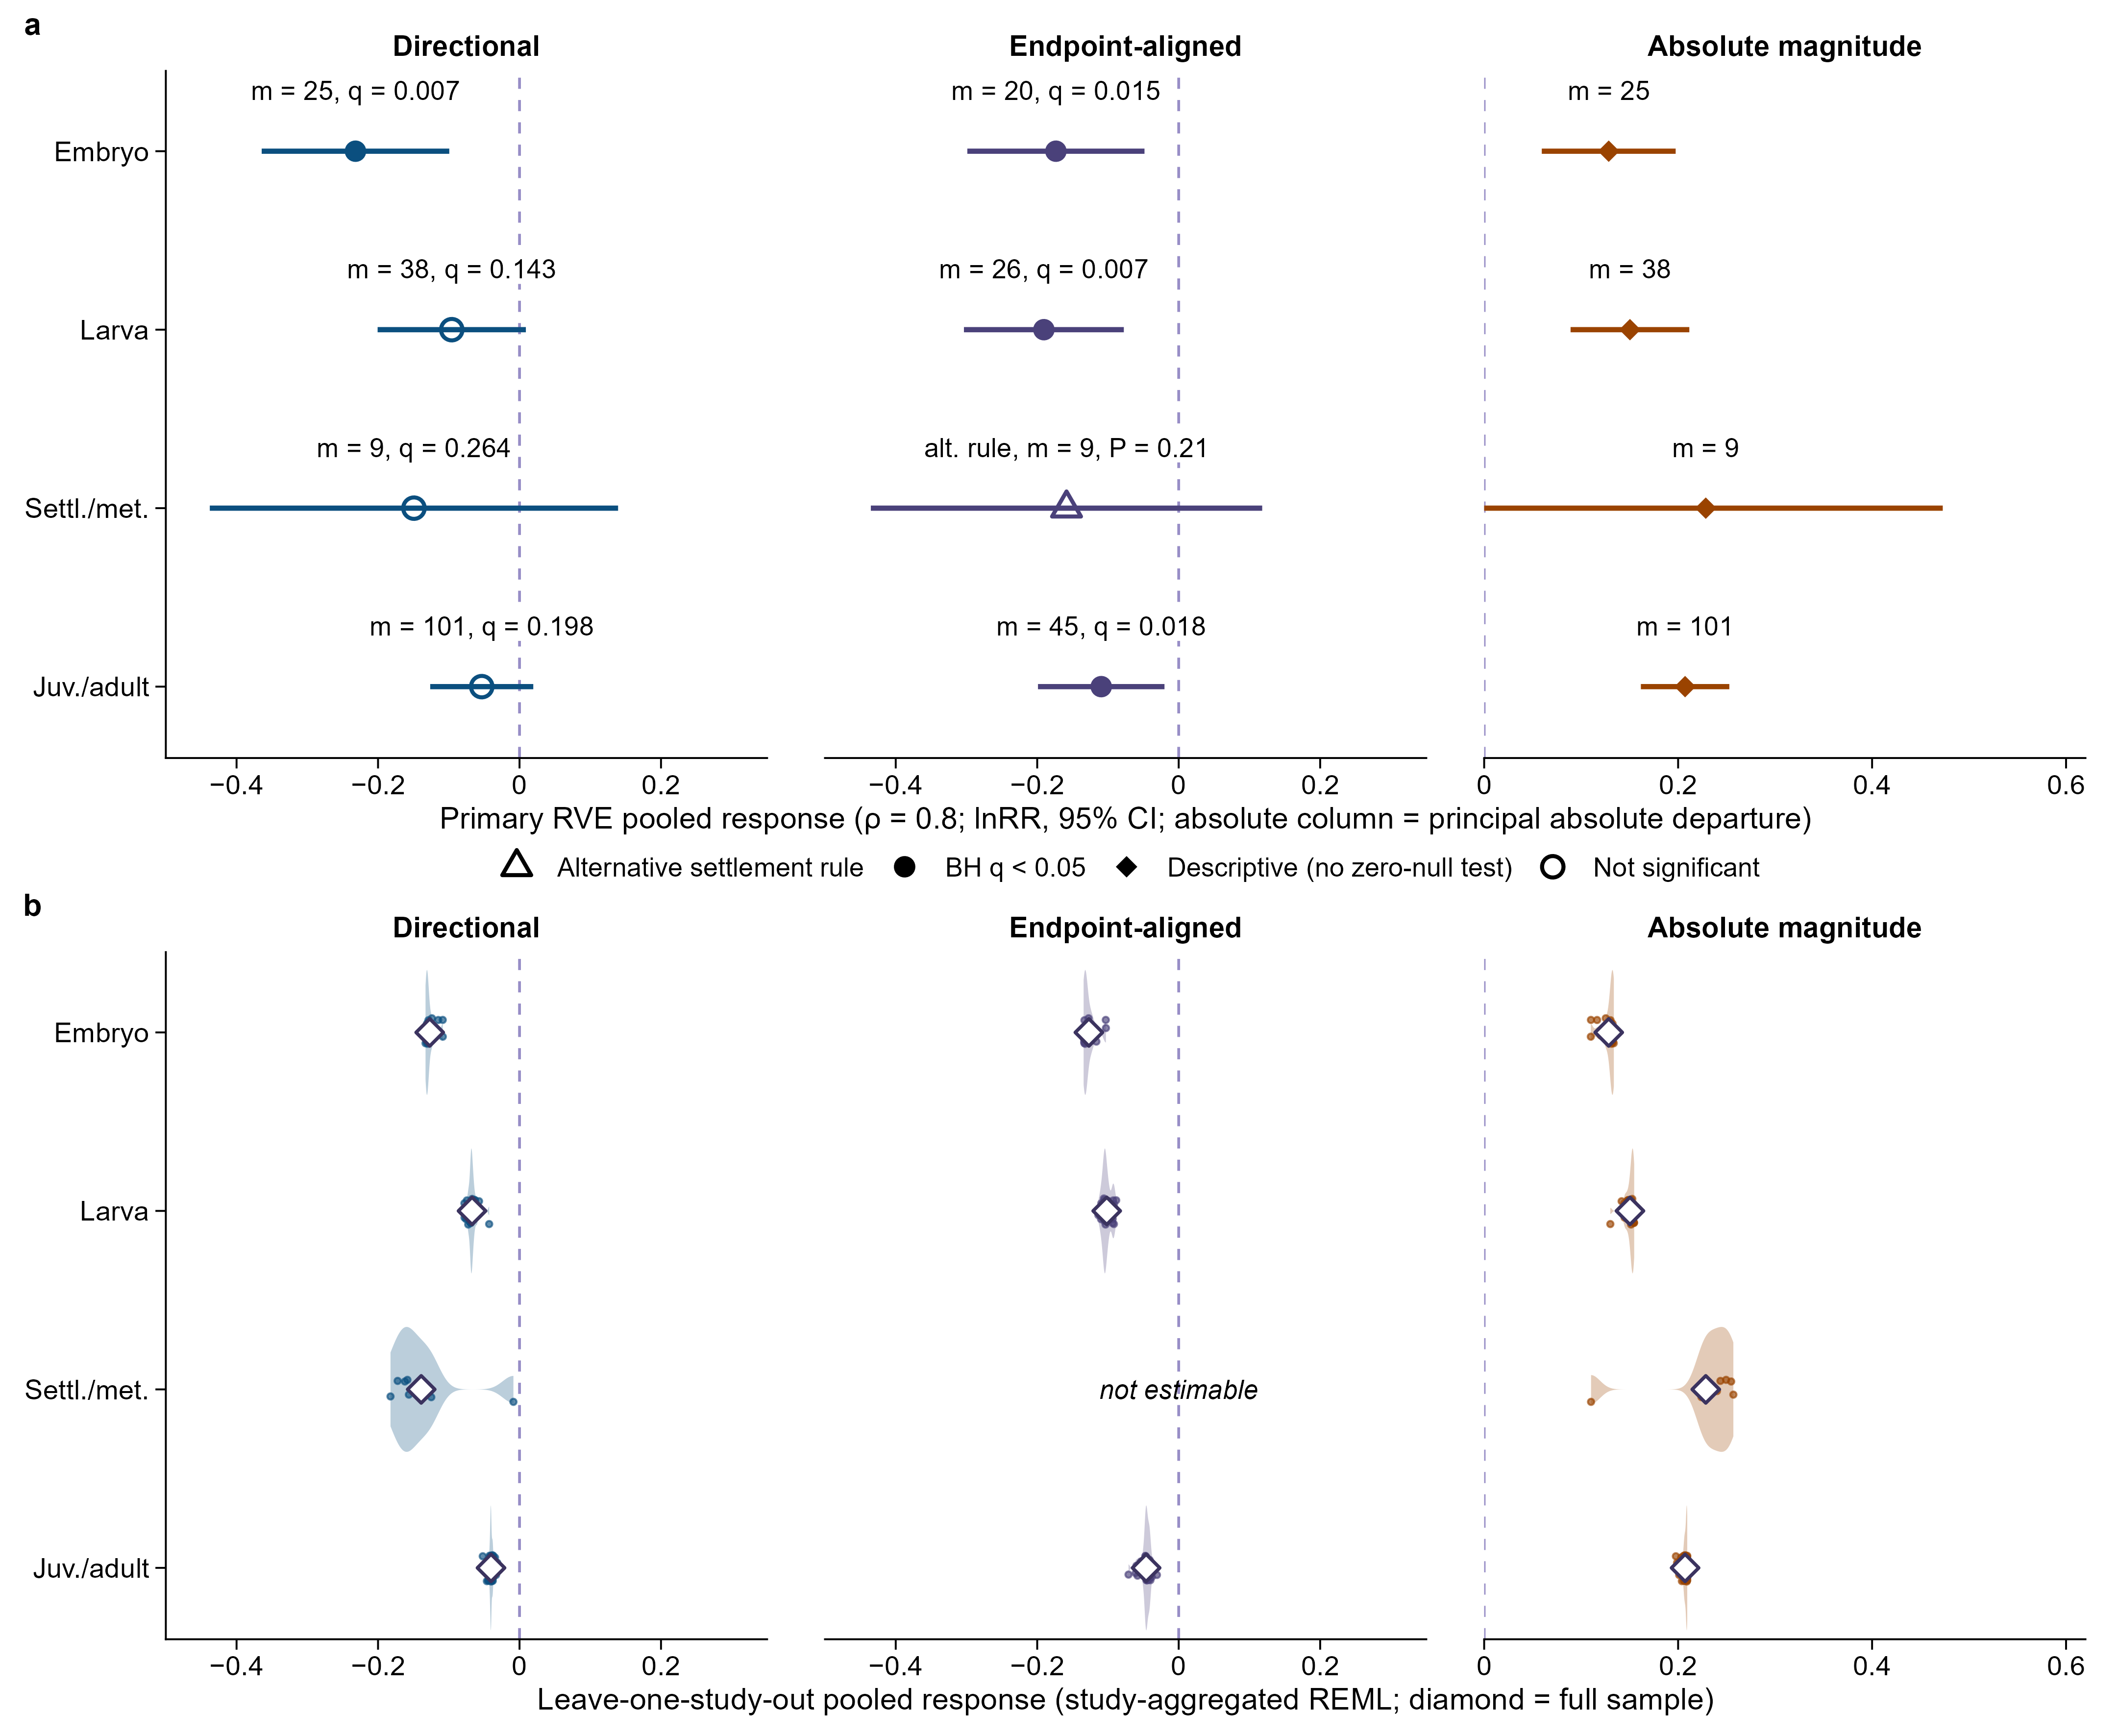 a
Directional
Endpoint-aligned
Absolute magnitude
m = 25, q = 0.007
m = 20, q = 0.015
m = 25
Embryo
m = 38, q = 0.143
m = 26, q = 0.007
m = 38
Larva
m = 9, q = 0.264
alt. rule, m = 9, P = 0.21
m = 9
Settl./met.
m = 101, q = 0.198
m = 45, q = 0.018
m = 101
Juv./adult
−0.4 −0.2 0 0.2
−0.4 −0.2 0 0.2
0 0.2 0.4 0.6
Primary RVE pooled response (ρ = 0.8; lnRR, 95% CI; absolute column = principal absolute departure)
Alternative settlement rule
BH q < 0.05
Descriptive (no zero-null test)
Not significant
b
Directional
Endpoint-aligned
Absolute magnitude
Embryo
Larva
Settl./met.
not estimable
Juv./adult
−0.4 −0.2 0 0.2
−0.4 −0.2 0 0.2
0 0.2 0.4 0.6
Leave-one-study-out pooled response (study-aggregated REML; diamond = full sample)